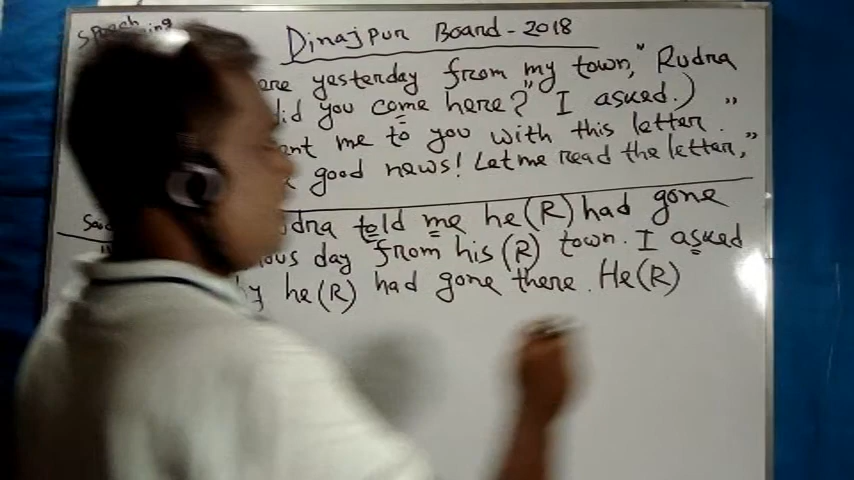 Speech
Dinajpur Board - 2018
yesterday from my town," Rudra
did you come here?" I asked.)
me to you with this letter."
good news! Let me read the letter,"
Said
told me he (R) had gone
day from his (R) town. I asked
he (R) had gone there. He (R)